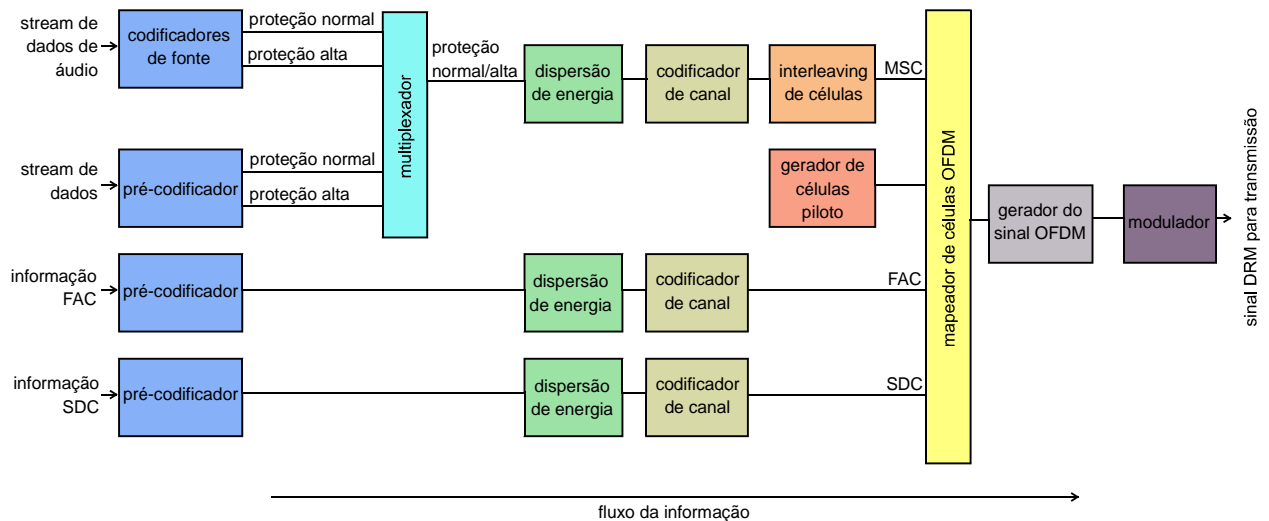 stream de
dados de
áudio
codificadores
de fonte
proteção normal
proteção alta
multiplexador
proteção
normal/alta
dispersão
de energia
codificador
de canal
interleaving
de células
MSC
stream de
dados
pré-codificador
proteção normal
proteção alta
gerador de
células
piloto
mapeador de células OFDM
gerador do
sinal OFDM
modulador
sinal DRM para transmissão
informação
FAC
pré-codificador
dispersão
de energia
codificador
de canal
FAC
informação
SDC
pré-codificador
dispersão
de energia
codificador
de canal
SDC
fluxo da informação